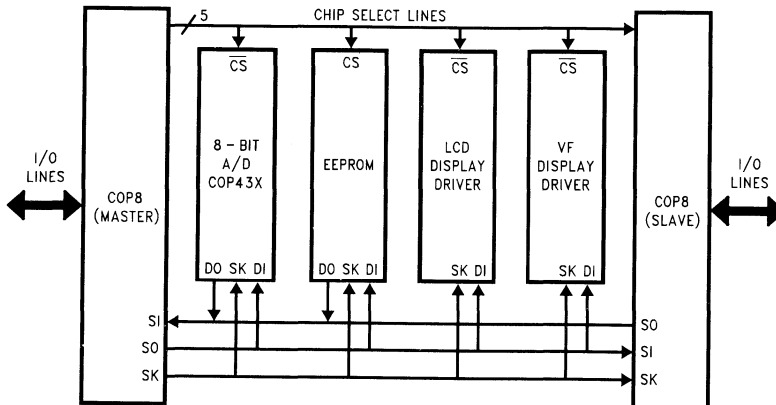 5
CHIP SELECT LINES
CS
CS
CS
CS
8-BIT
A/D
COP43X
EEPROM
LCD
DISPLAY
DRIVER
VF
DISPLAY
DRIVER
I/O
LINES
COP8
(MASTER)
COP8
(SLAVE)
I/O
LINES
DO SK DI
DO SK DI
SK DI
SK DI
SI
SO
SO
SI
SK
SK